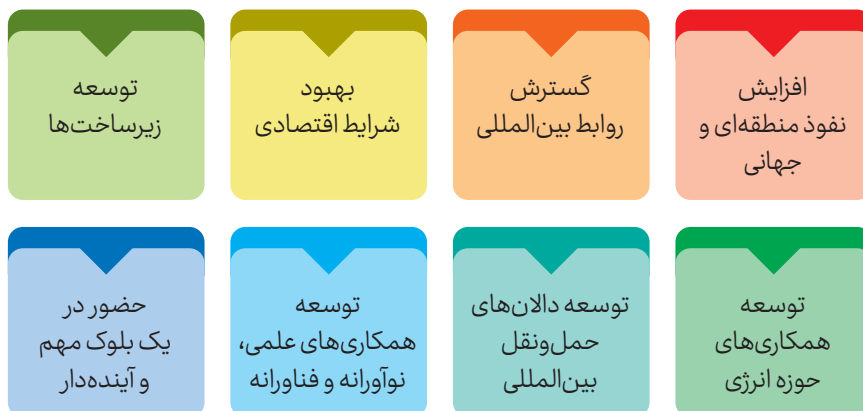 افزایش
نفوذ منطقه‌ای و
جهانی
گسترش
روابط بین‌المللی
بهبود
شرایط اقتصادی
توسعه
زیرساخت‌ها
توسعه
همکاری‌های
حوزه انرژی
توسعه دالان‌های
حمل‌ونقل
بین‌المللی
توسعه
همکاری‌های علمی،
نوآورانه و فناورانه
حضور در
یک بلوک مهم
و آینده‌دار